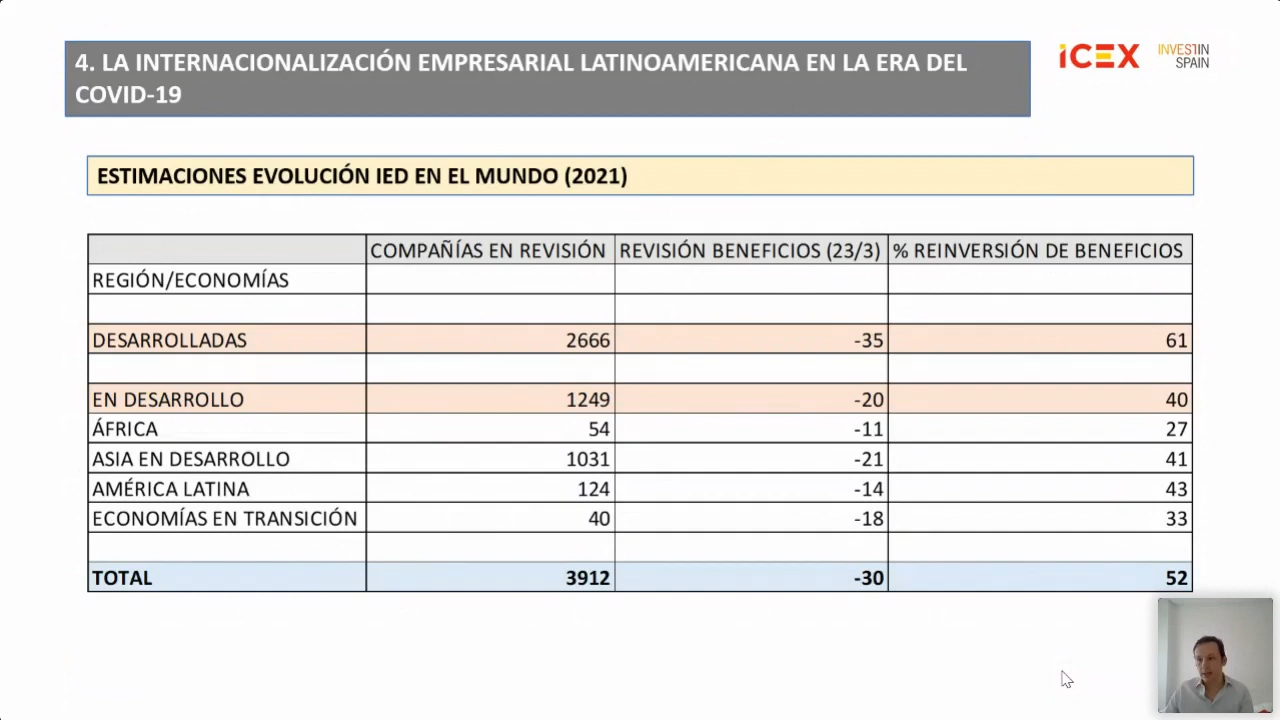 4. LA INTERNACIONALIZACIÓN EMPRESARIAL LATINOAMERICANA EN LA ERA DEL
COVID-19
iCEX INVEST IN
SPAIN
ESTIMACIONES EVOLUCIÓN IED EN EL MUNDO (2021)
COMPAÑÍAS EN REVISIÓN REVISIÓN BENEFICIOS (23/3) % REINVERSIÓN DE BENEFICIOS
REGIÓN/ECONOMÍAS
DESARROLLADAS 2666 -35 61
EN DESARROLLO 1249 -20 40
ÁFRICA 54 -11 27
ASIA EN DESARROLLO 1031 -21 41
AMÉRICA LATINA 124 -14 43
ECONOMÍAS EN TRANSICIÓN 40 -18 33
TOTAL 3912 -30 52